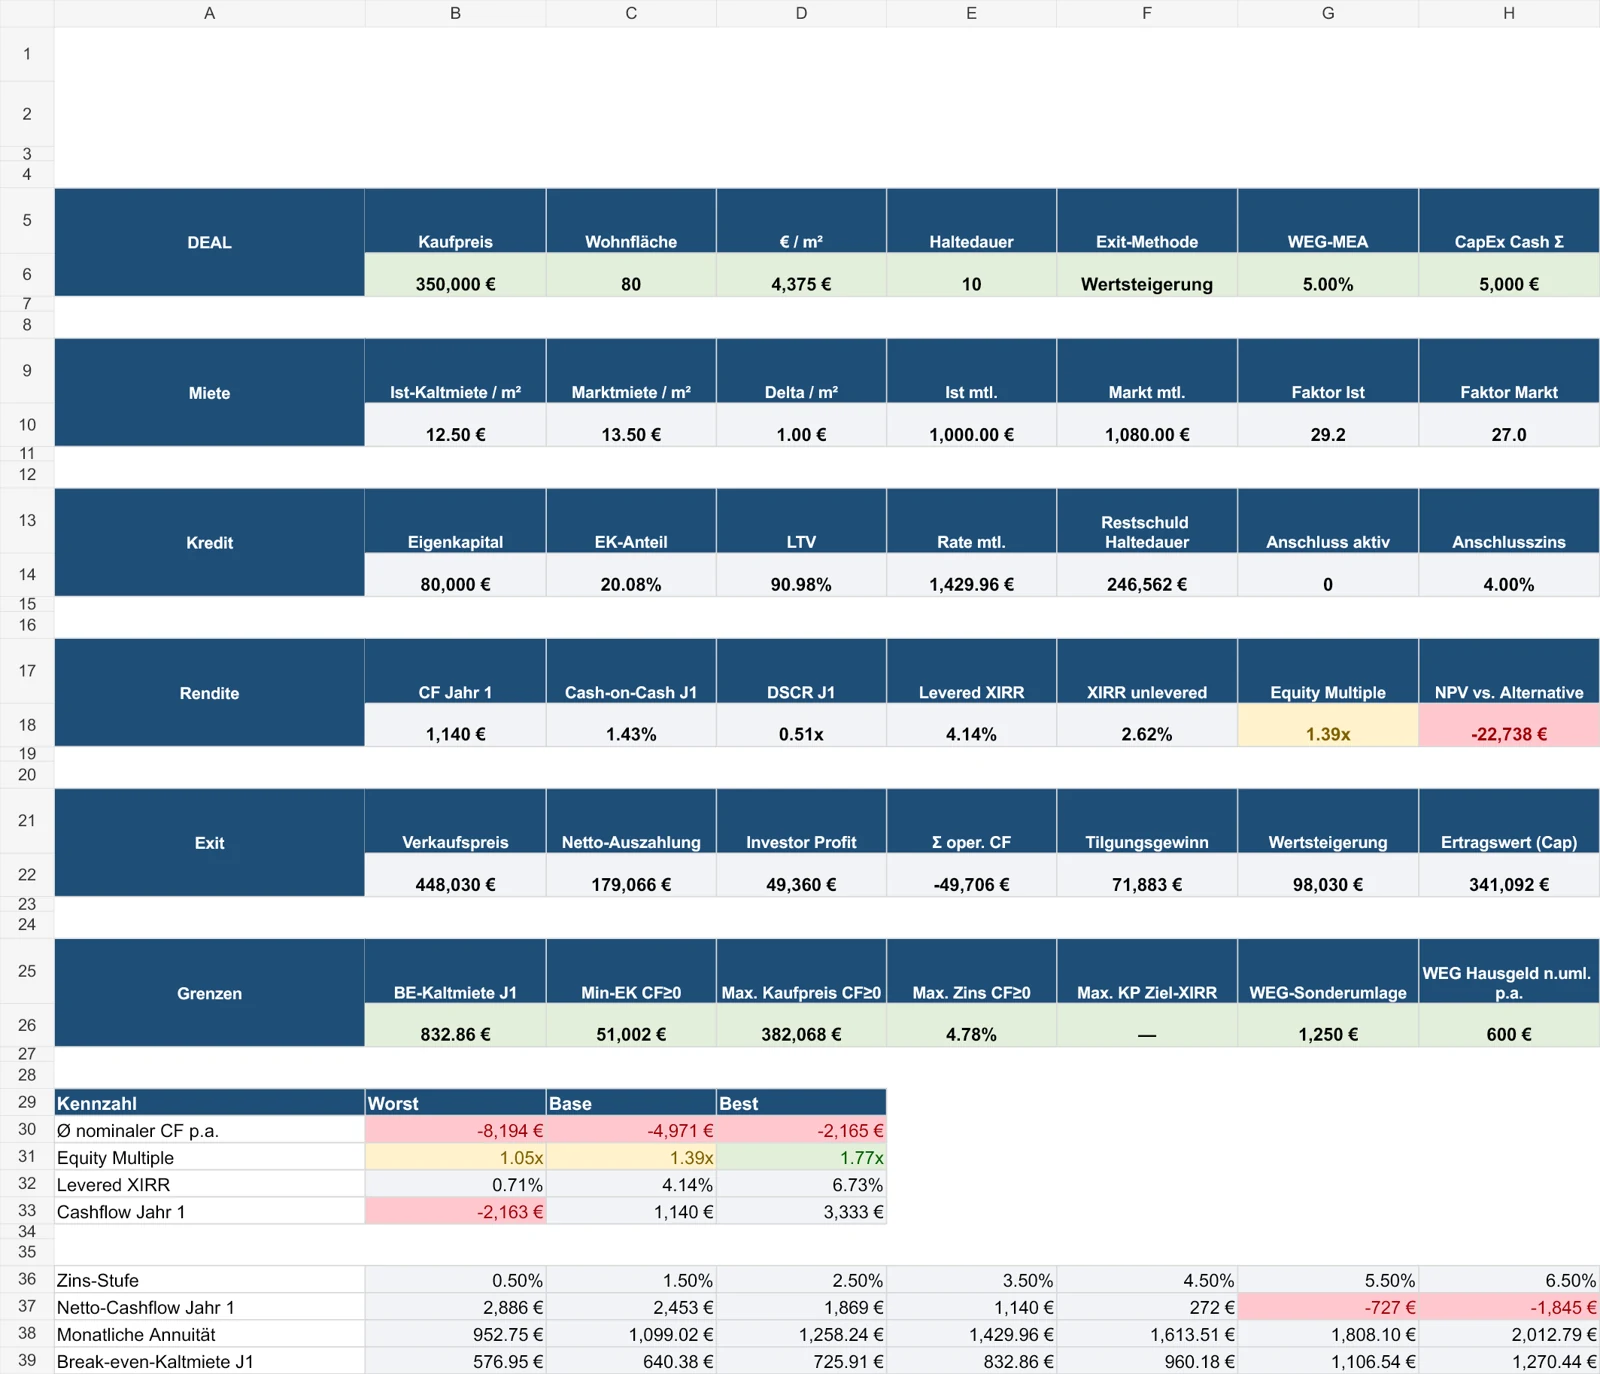 A B C D E F G H
1
2
3
4
5 DEAL Kaufpreis Wohnfläche € / m² Haltedauer Exit-Methode WEG-MEA CapEx Cash Σ
6 350,000 € 80 4,375 € 10 Wertsteigerung 5.00% 5,000 €
7
8
9 Miete Ist-Kaltmiete / m² Marktmiete / m² Delta / m² Ist mtl. Markt mtl. Faktor Ist Faktor Markt
10 12.50 € 13.50 € 1.00 € 1,000.00 € 1,080.00 € 29.2 27.0
11
12
13 Kredit Eigenkapital EK-Anteil LTV Rate mtl. Restschuld Haltedauer Anschluss aktiv Anschlusszins
14 80,000 € 20.08% 90.98% 1,429.96 € 246,562 € 0 4.00%
15
16
17 Rendite CF Jahr 1 Cash-on-Cash J1 DSCR J1 Levered XIRR XIRR unlevered Equity Multiple NPV vs. Alternative
18 1,140 € 1.43% 0.51x 4.14% 2.62% 1.39x -22,738 €
19
20
21 Exit Verkaufspreis Netto-Auszahlung Investor Profit Σ oper. CF Tilgungsgewinn Wertsteigerung Ertragswert (Cap)
22 448,030 € 179,066 € 49,360 € -49,706 € 71,883 € 98,030 € 341,092 €
23
24
25 Grenzen BE-Kaltmiete J1 Min-EK CF≥0 Max. Kaufpreis CF≥0 Max. Zins CF≥0 Max. KP Ziel-XIRR WEG-Sonderumlage WEG Hausgeld n.uml. p.a.
26 832.86 € 51,002 € 382,068 € 4.78% — 1,250 € 600 €
27
28
29 Kennzahl Worst Base Best
30 Ø nominaler CF p.a. -8,194 € -4,971 € -2,165 €
31 Equity Multiple 1.05x 1.39x 1.77x
32 Levered XIRR 0.71% 4.14% 6.73%
33 Cashflow Jahr 1 -2,163 € 1,140 € 3,333 €
34
35
36 Zins-Stufe 0.50% 1.50% 2.50% 3.50% 4.50% 5.50% 6.50%
37 Netto-Cashflow Jahr 1 2,886 € 2,453 € 1,869 € 1,140 € 272 € -727 € -1,845 €
38 Monatliche Annuität 952.75 € 1,099.02 € 1,258.24 € 1,429.96 € 1,613.51 € 1,808.10 € 2,012.79 €
39 Break-even-Kaltmiete J1 576.95 € 640.38 € 725.91 € 832.86 € 960.18 € 1,106.54 € 1,270.44 €